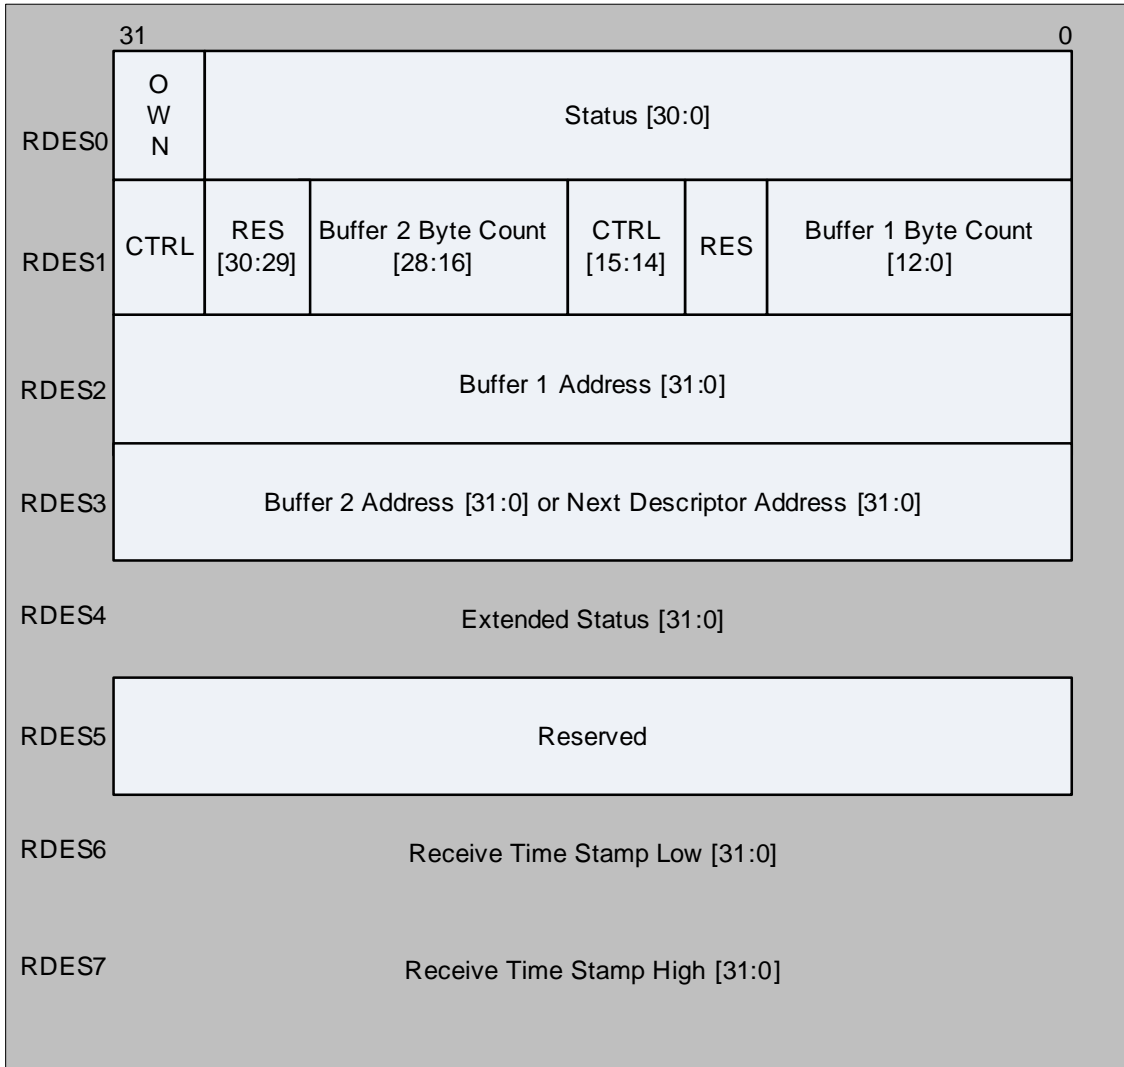 31 0
O
W
N
Status [30:0]
RDES0
CTRL
RES
[30:29]
Buffer 2 Byte Count
[28:16]
CTRL
[15:14]
RES
Buffer 1 Byte Count
[12:0]
RDES1
RDES2
Buffer 1 Address [31:0]
RDES3
Buffer 2 Address [31:0] or Next Descriptor Address [31:0]
RDES4
Extended Status [31:0]
RDES5
Reserved
RDES6
Receive Time Stamp Low [31:0]
RDES7
Receive Time Stamp High [31:0]